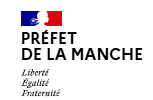 PRÉFET
DE LA MANCHE
Liberté
Égalité
Fraternité